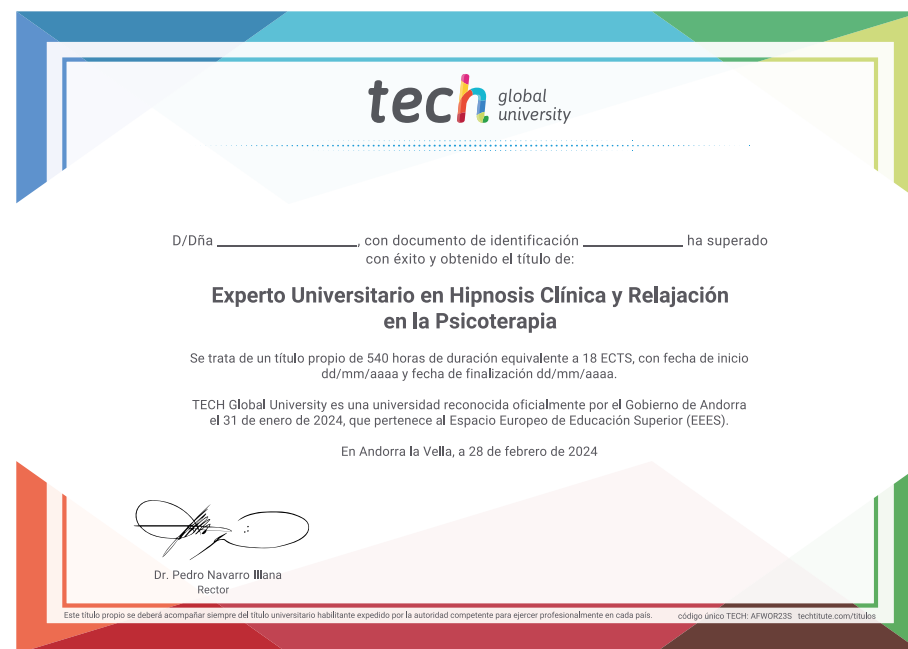 tech global university
D/Dña ____________________, con documento de identificación ______________ ha superado
con éxito y obtenido el título de:
Experto Universitario en Hipnosis Clínica y Relajación
en la Psicoterapia
Se trata de un título propio de 540 horas de duración equivalente a 18 ECTS, con fecha de inicio
dd/mm/aaaa y fecha de finalización dd/mm/aaaa.
TECH Global University es una universidad reconocida oficialmente por el Gobierno de Andorra
el 31 de enero de 2024, que pertenece al Espacio Europeo de Educación Superior (EEES).
En Andorra la Vella, a 28 de febrero de 2024
Dr. Pedro Navarro Illana
Rector
Este título propio se deberá acompañar siempre del título universitario habilitante expedido por la autoridad competente para ejercer profesionalmente en cada país.
código único TECH: AFWOR23S techtitute.com/titulos